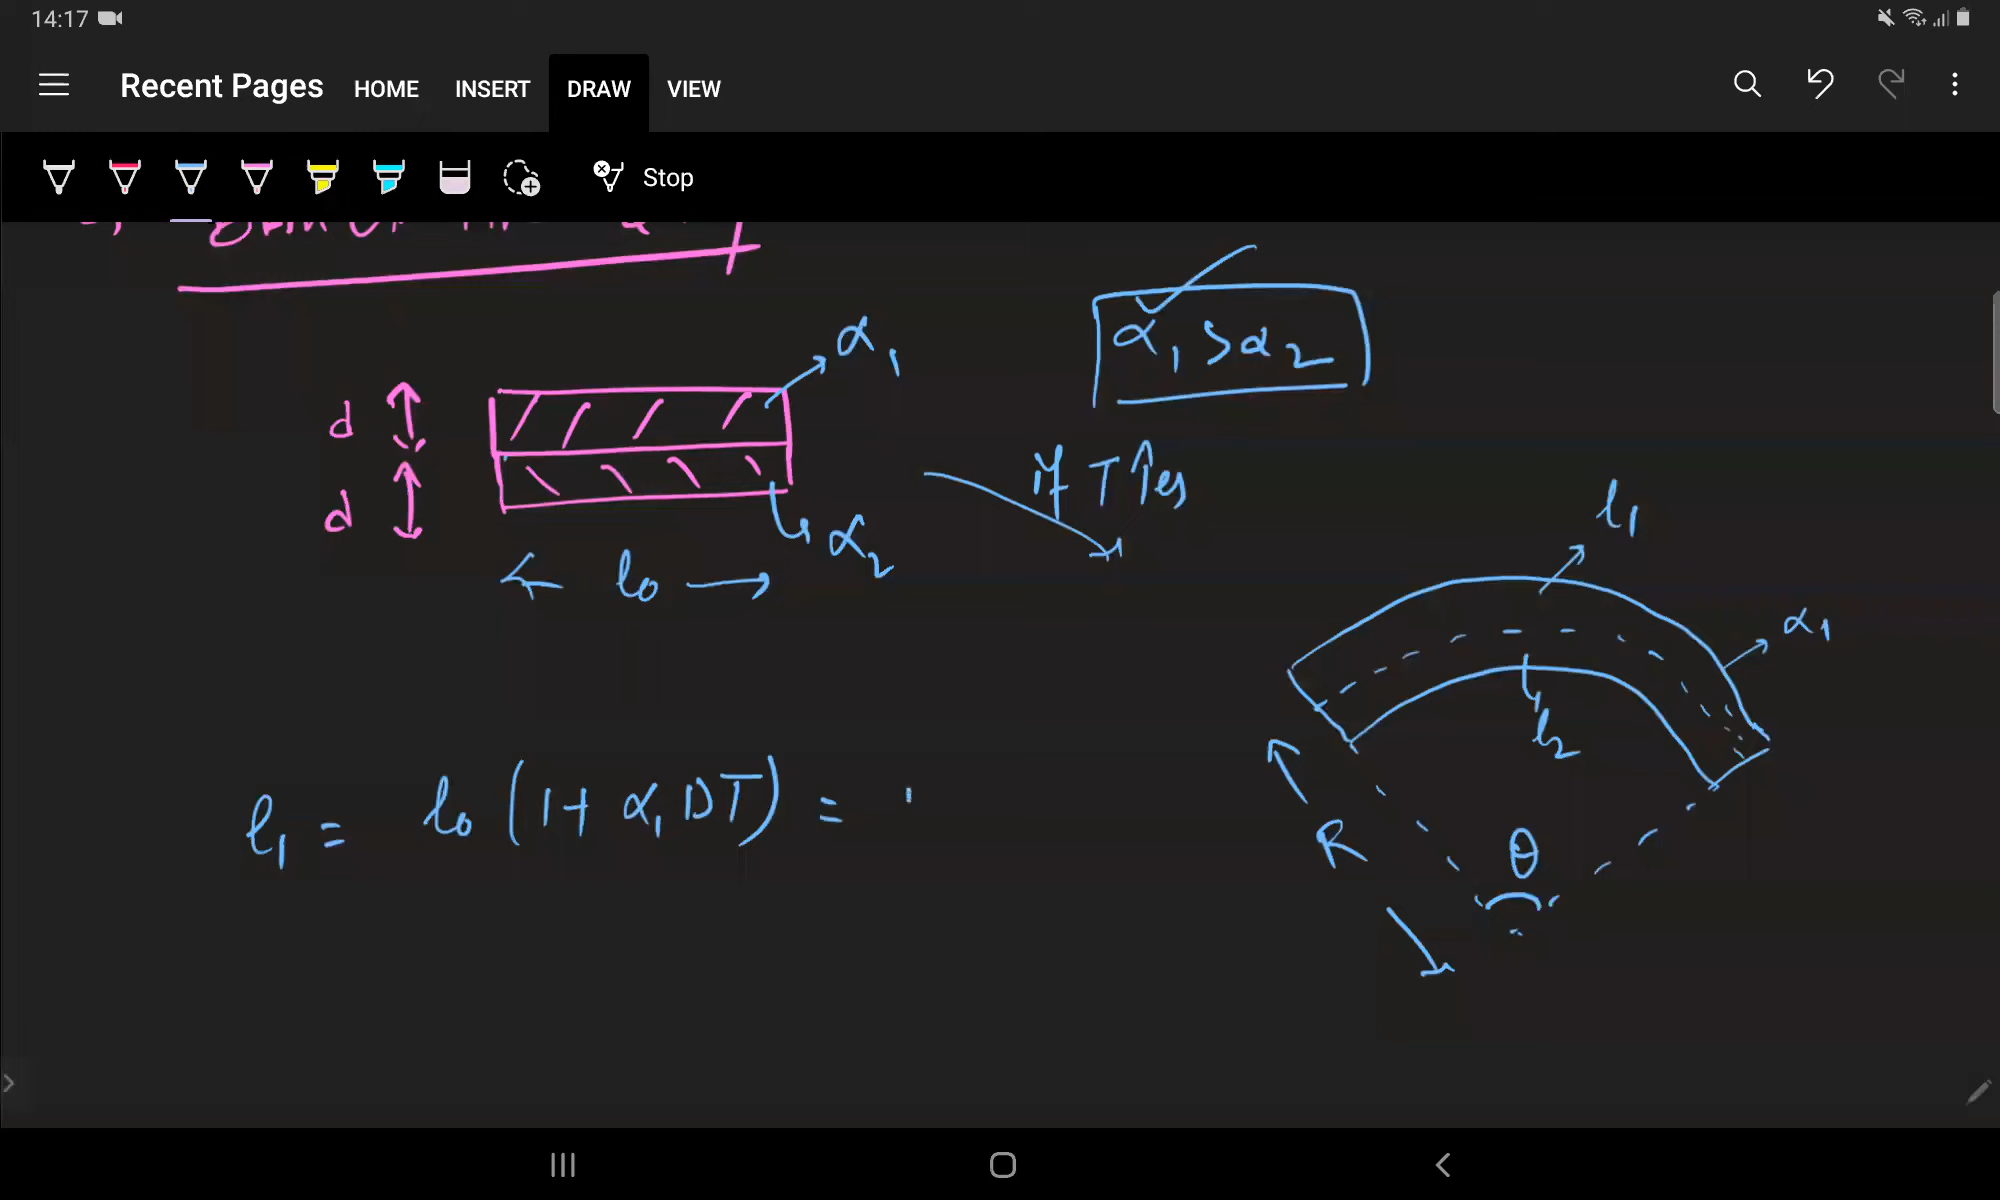 14:17
Recent Pages HOME INSERT DRAW VIEW
Stop
α₁
α₁ > α₂
d
d
α₂
l₀
if T ↑es
l₁
α₁
l₂
l₁ = l₀ (1 + α₁ DT) =
R
θ